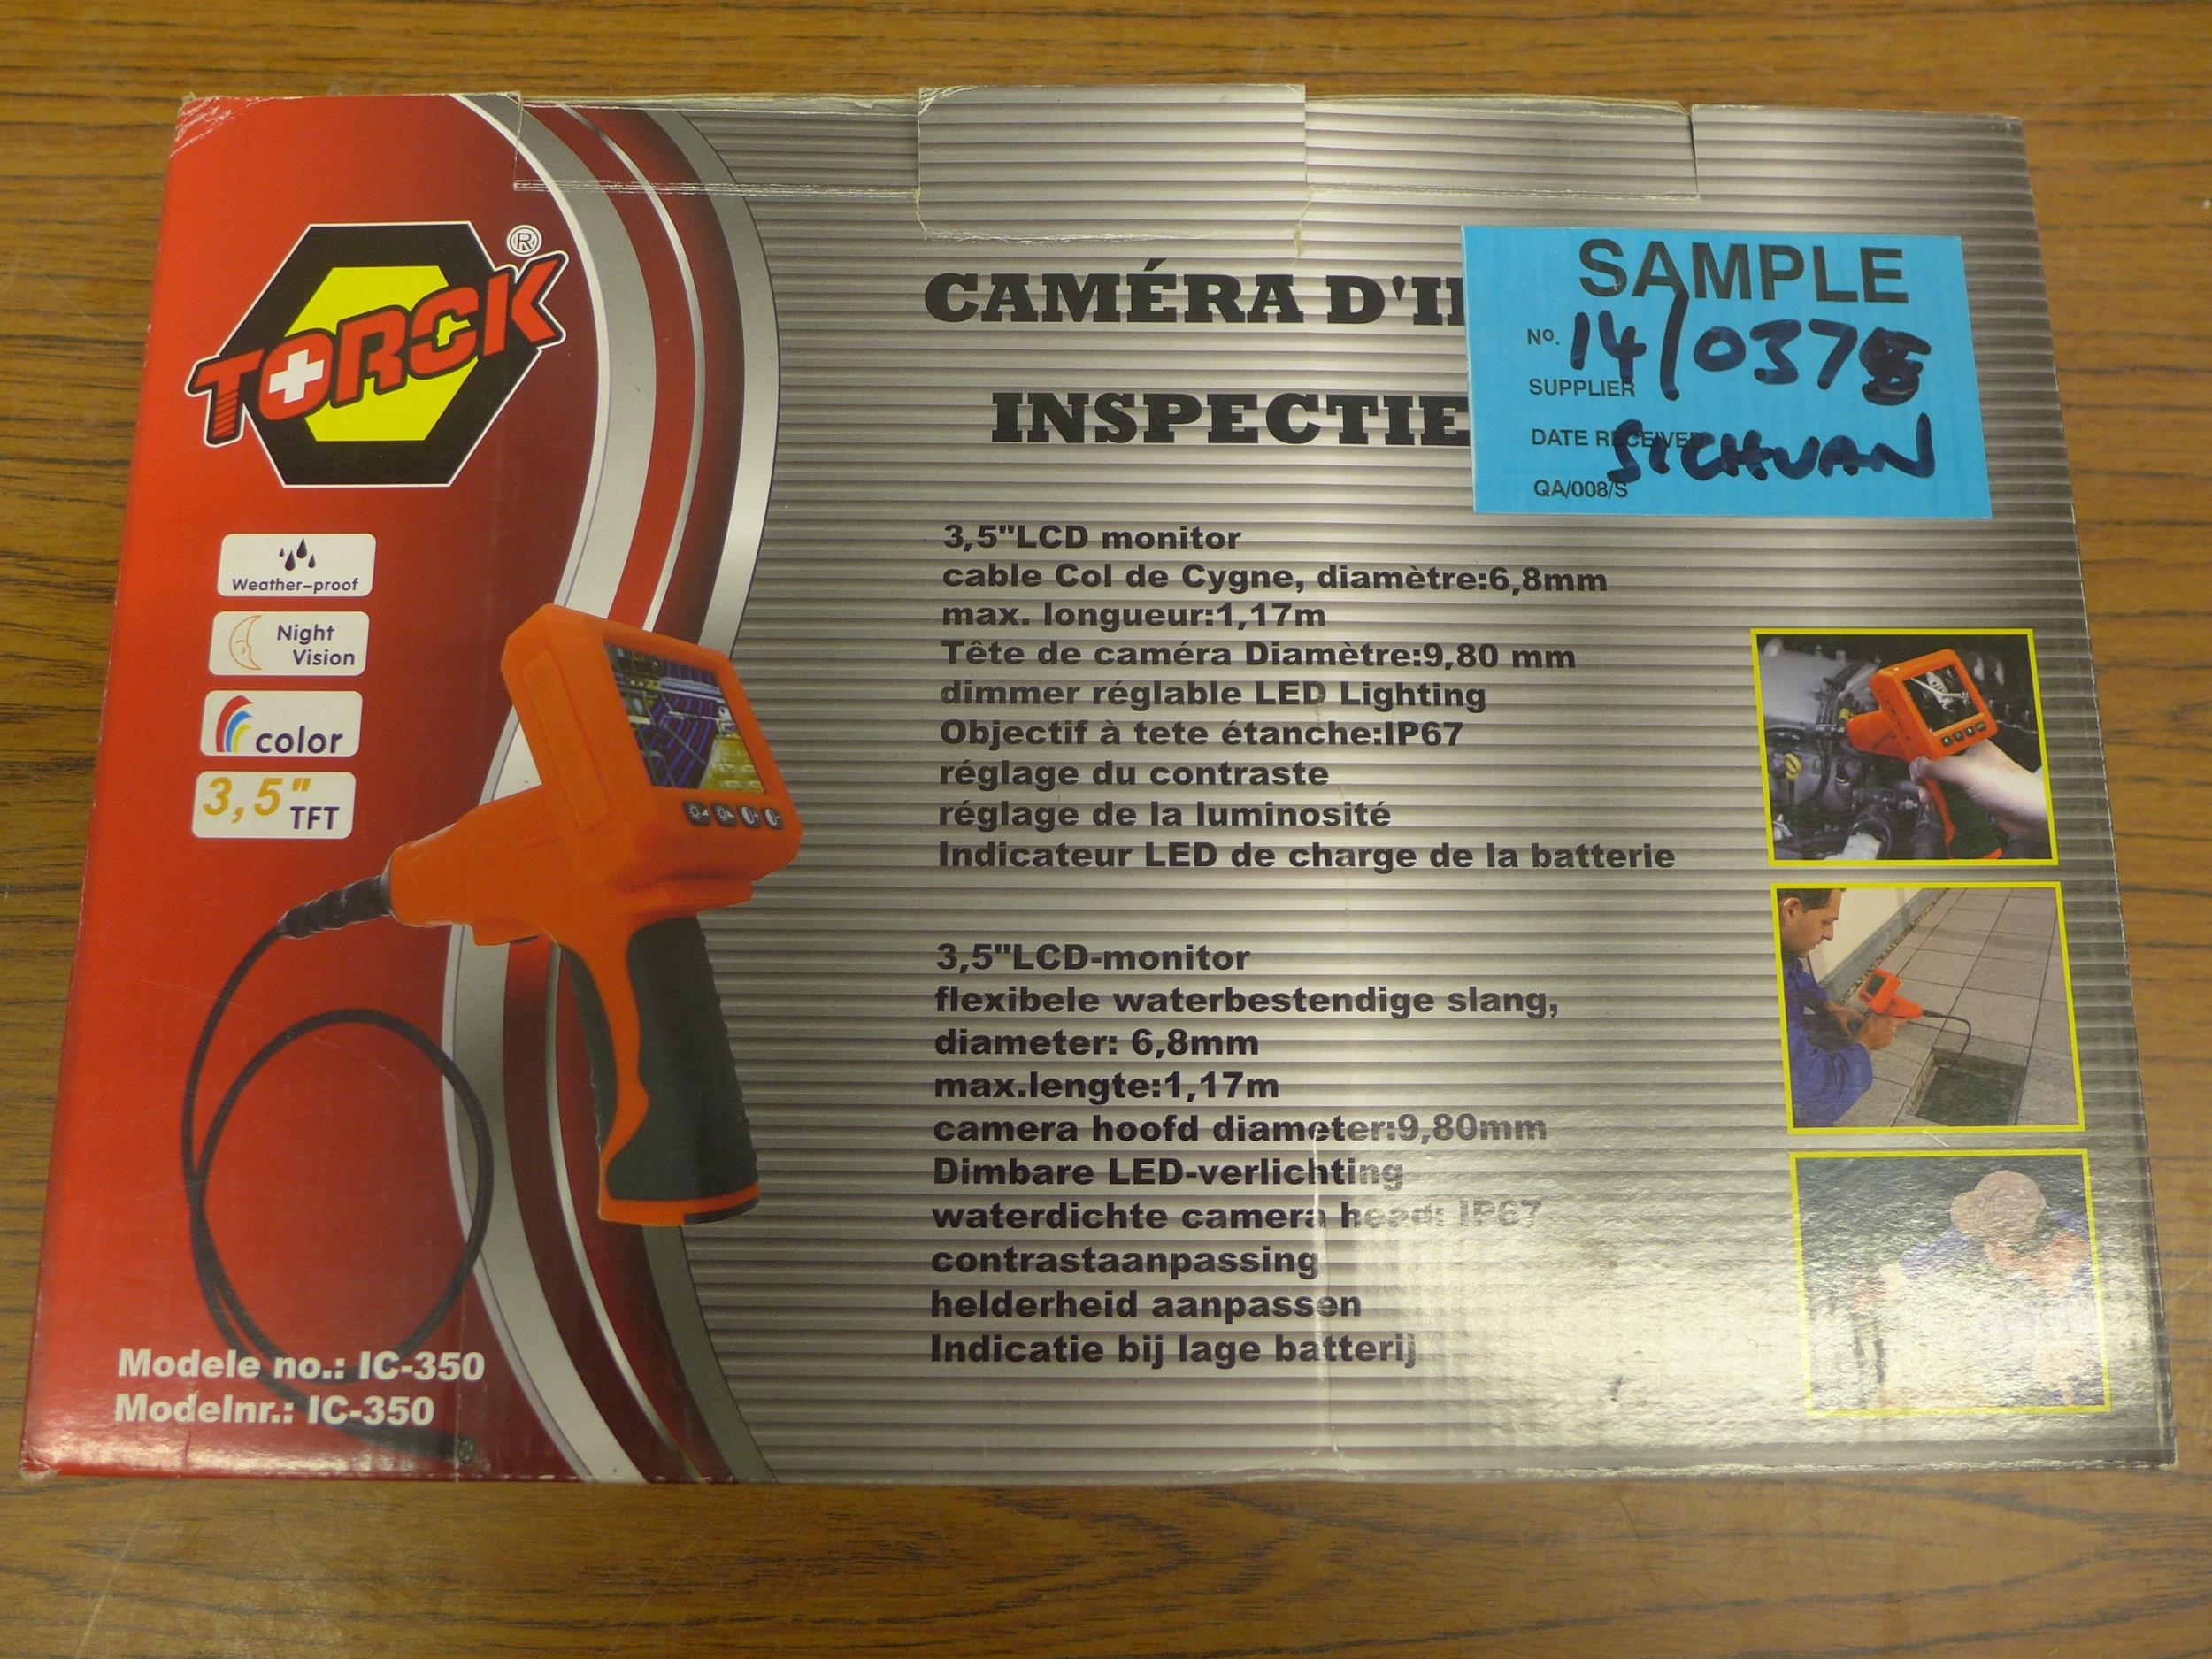 TORCK®
Weather-proof
Night
Vision
color
3,5"
TFT
Modele no.: IC-350
Modelnr.: IC-350
CAMÉRA D'I
INSPECTIE
SAMPLE
No. 14/0375
SUPPLIER
DATE RECEIVED
SICHUAN
QA/008/S
3,5"LCD monitor
cable Col de Cygne, diamètre:6,8mm
max. longueur:1,17m
Tête de caméra Diamètre:9,80 mm
dimmer réglable LED Lighting
Objectif à tete étanche:IP67
réglage du contraste
réglage de la luminosité
Indicateur LED de charge de la batterie
3,5"LCD-monitor
flexibele waterbestendige slang,
diameter: 6,8mm
max.lengte:1,17m
camera hoofd diameter:9,80mm
Dimbare LED-verlichting
waterdichte camera head: IP67
contrastaanpassing
helderheid aanpassen
Indicatie bij lage batterij